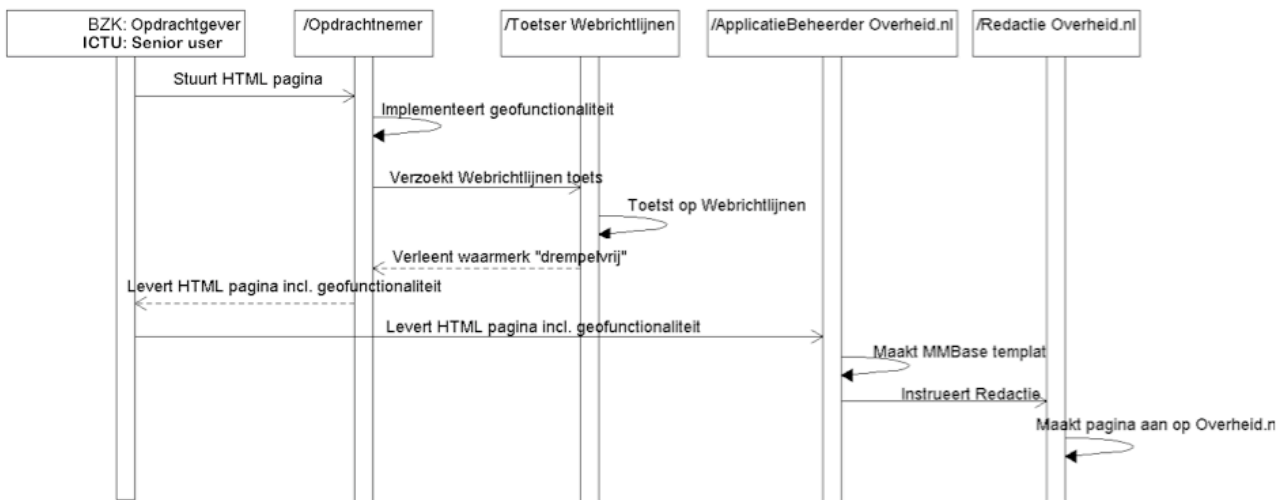 BZK: Opdrachtgever
ICTU: Senior user
/Opdrachtnemer
/Toetser Webrichtlijnen
/ApplicatieBeheerder Overheid.nl
/Redactie Overheid.nl
Stuurt HTML pagina
Implementeert geofunctionaliteit
Verzoekt Webrichtlijnen toets
Toetst op Webrichtlijnen
Verleent waarmerk "drempelvrij"
Levert HTML pagina incl. geofunctionaliteit
Levert HTML pagina incl. geofunctionaliteit
Maakt MMBase templat
Instrueert Redactie
Maakt pagina aan op Overheid.n